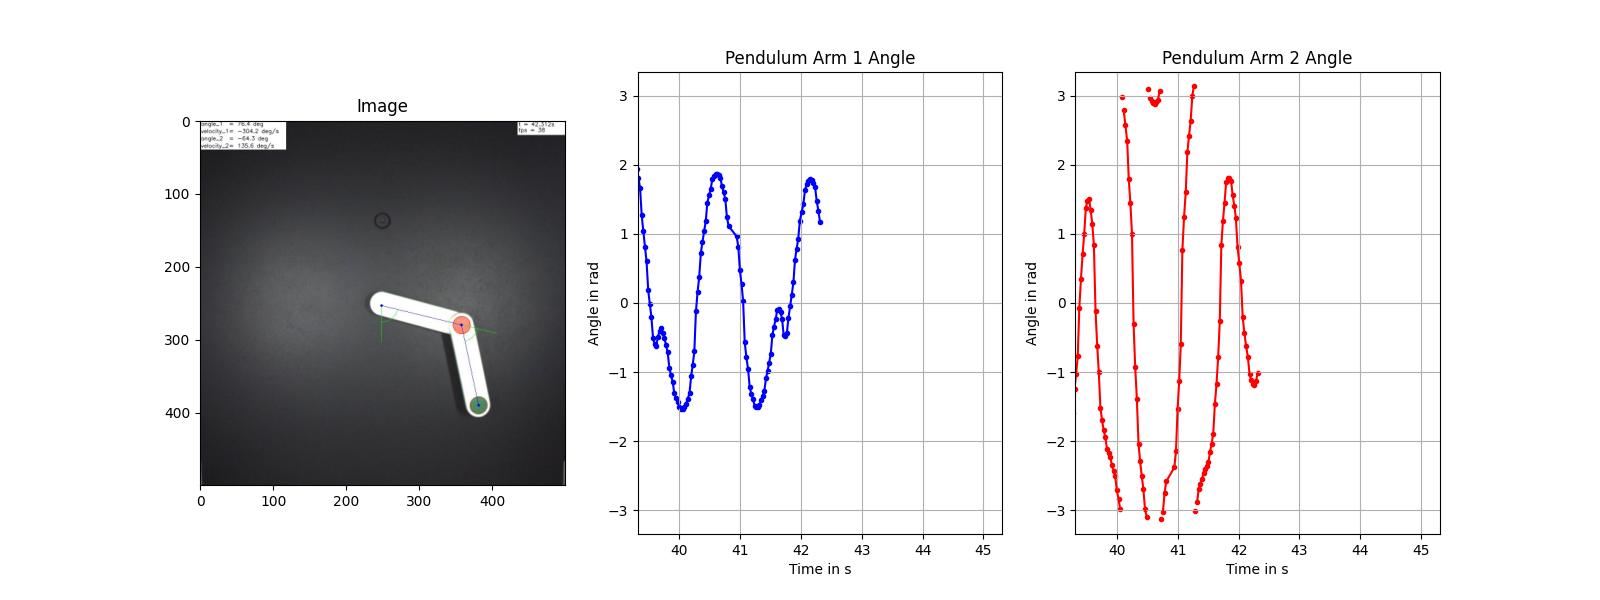 Image
angle_1 = 76.4 deg
velocity_1= -304.2 deg/s
angle_2 = -64.3 deg
velocity_2= 135.6 deg/s
t = 42.312s
fps = 38
0
100
200
300
400
0 100 200 300 400
Pendulum Arm 1 Angle
Angle in rad
3
2
1
0
−1
−2
−3
40 41 42 43 44 45
Time in s
Pendulum Arm 2 Angle
Angle in rad
3
2
1
0
−1
−2
−3
40 41 42 43 44 45
Time in s